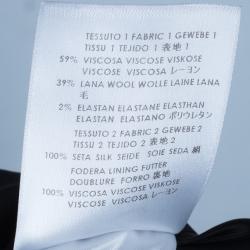 TESSUTO 1 FABRIC 1 GEWEBE 1
TISSU 1 TEJIDO 1 表地 1
59% VISCOSA VISCOSE VISKOSE
VISCOSE VISCOSA レーヨン
39% LANA WOOL WOLLE LAINE LANA
毛
2% ELASTAN ELASTANE ELASTHAN
ELASTAN ELASTANO ポリウレタン
TESSUTO 2 FABRIC 2 GEWEBE 2
TISSU 2 TEJIDO 2 表地 2
100% SETA SILK SEIDE SOIE SEDA 絹
FODERA LINING FUTTER
DOUBLURE FORRO 裏地
100% VISCOSA VISCOSE VISKOSE
VISCOSE VISCOSA レーヨン